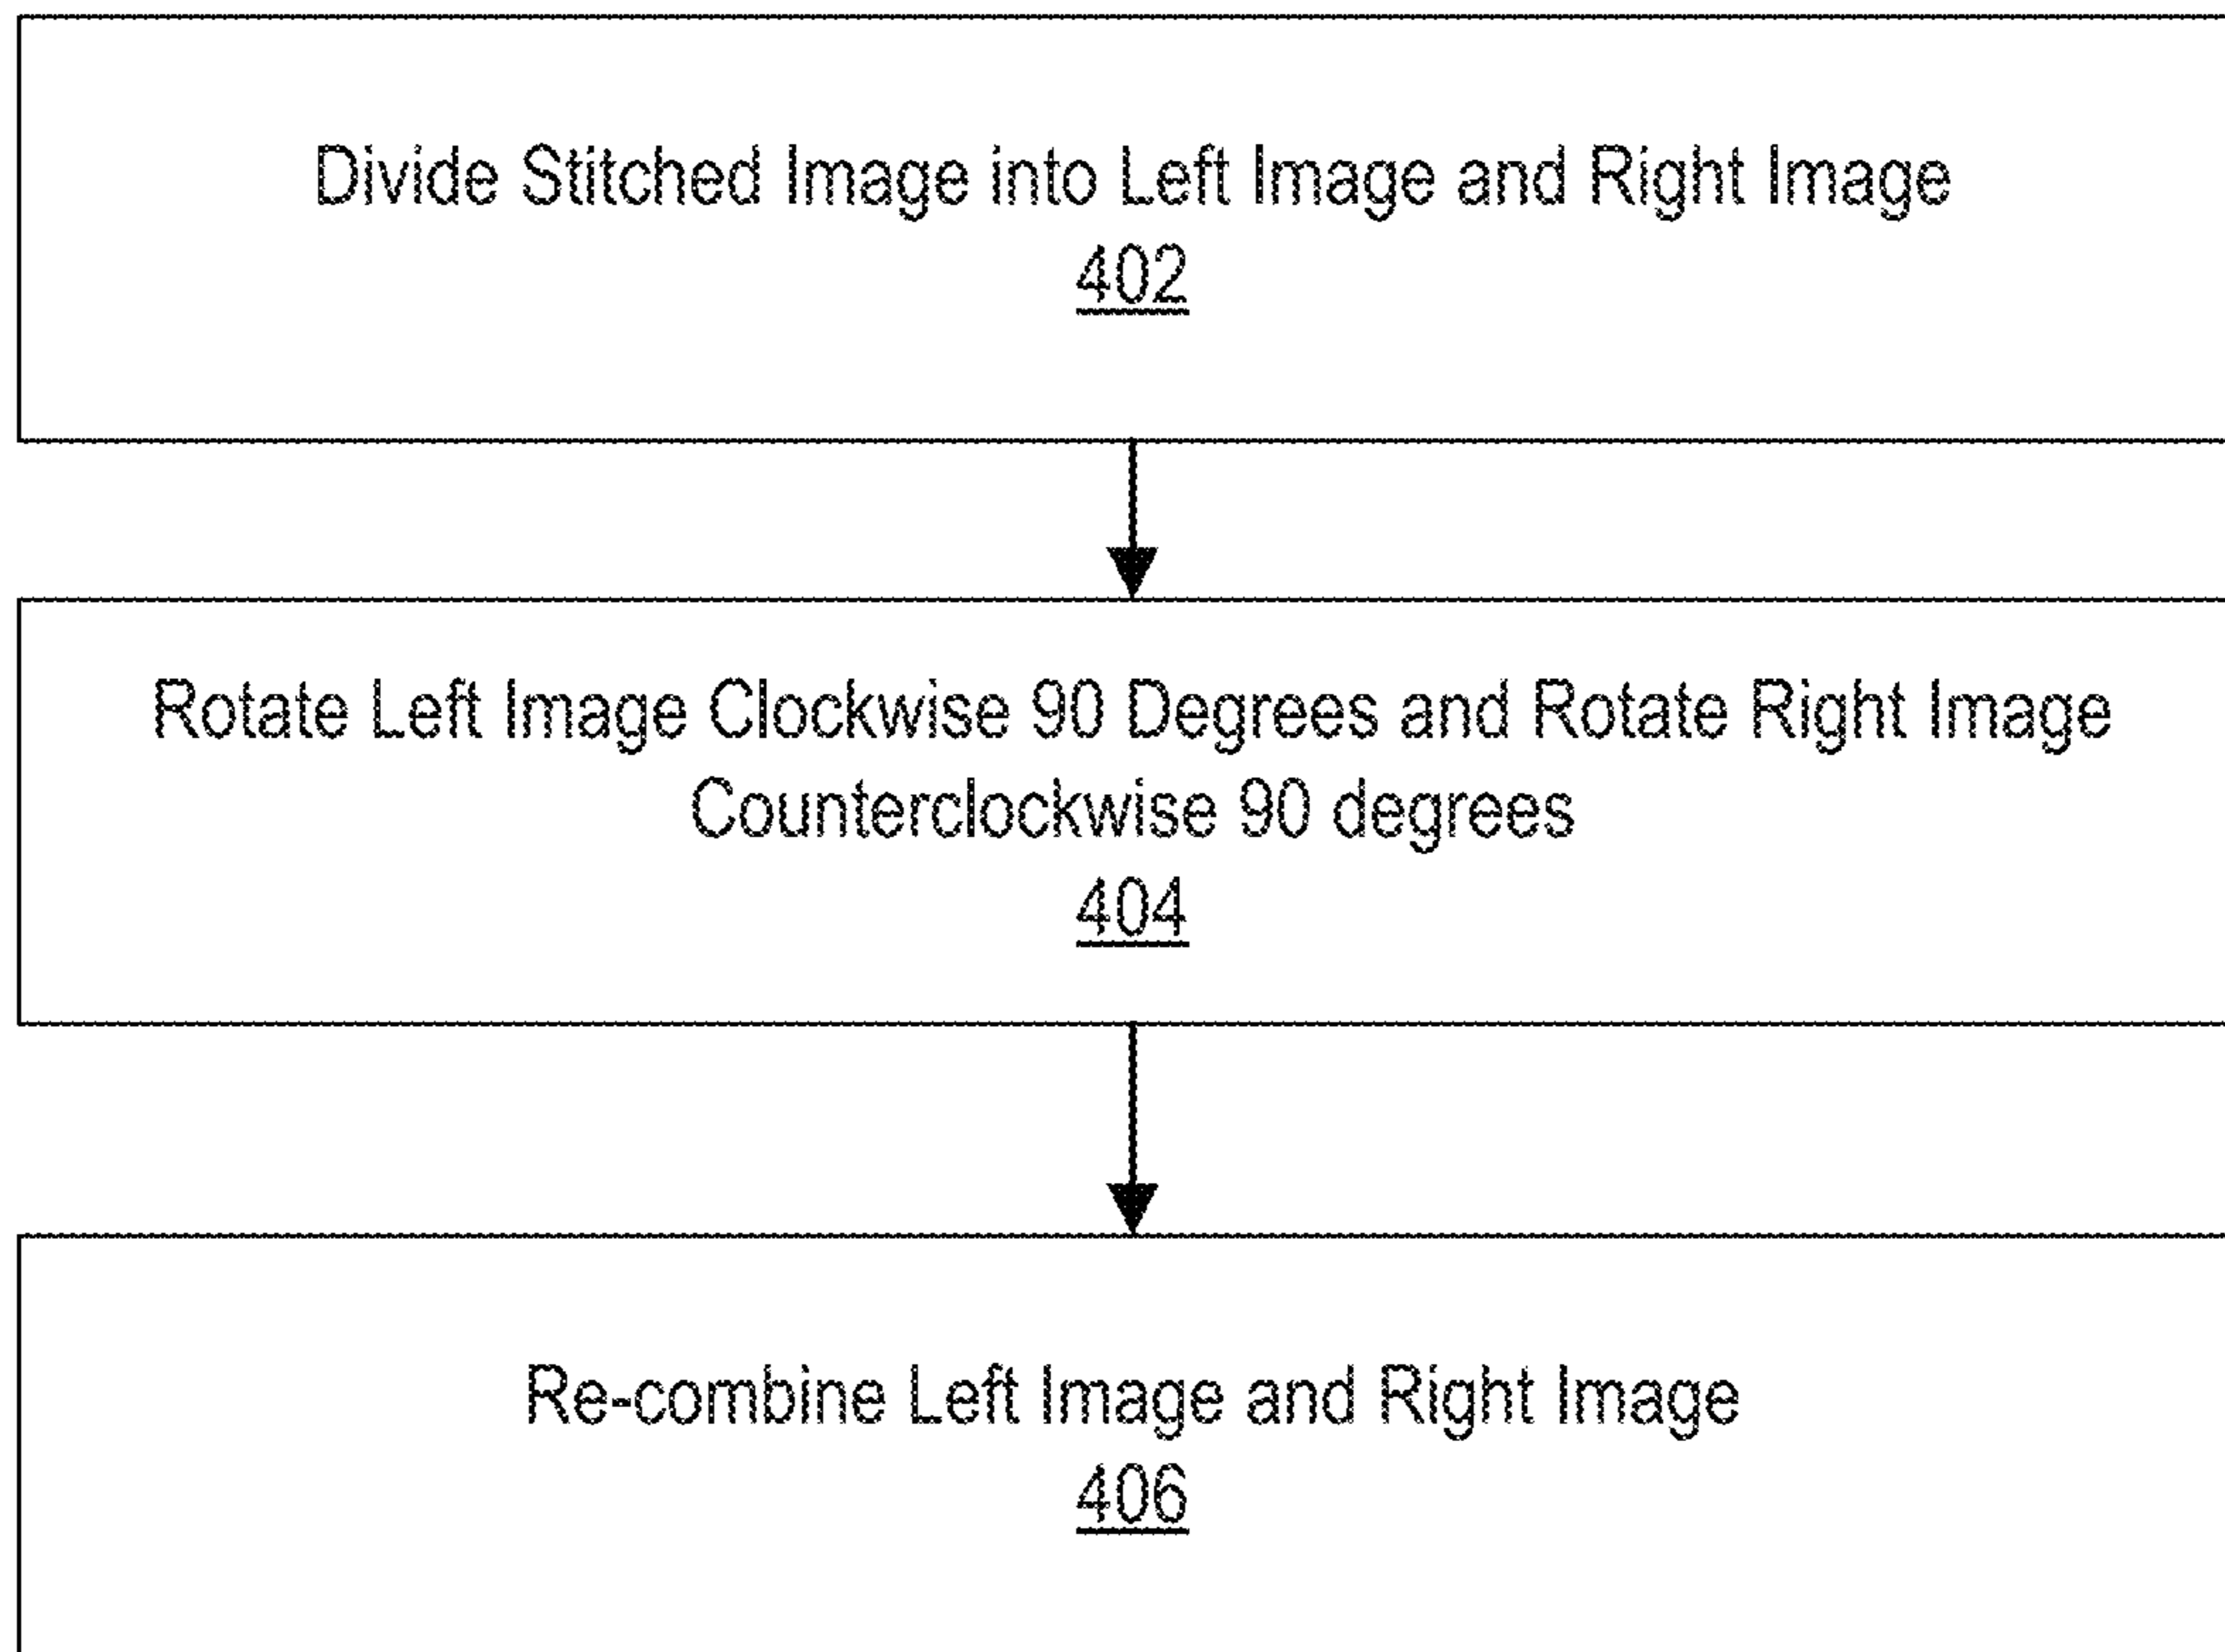 Divide Stitched Image into Left Image and Right Image
402
Rotate Left Image Clockwise 90 Degrees and Rotate Right Image
Counterclockwise 90 degrees
404
Re-combine Left Image and Right Image
406